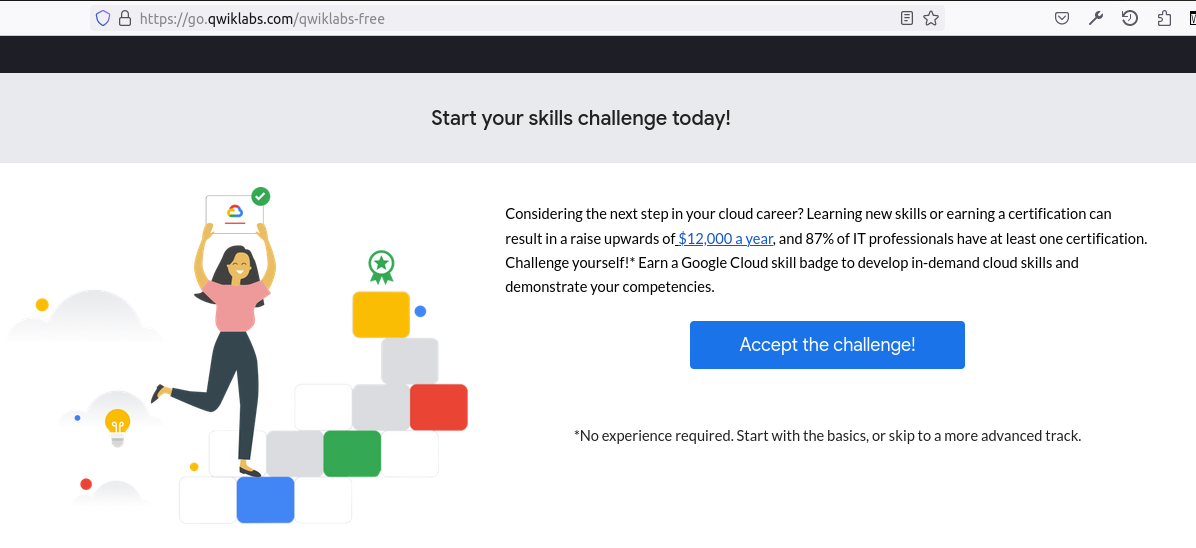 https://go.qwiklabs.com/qwiklabs-free
Start your skills challenge today!
Considering the next step in your cloud career? Learning new skills or earning a certification can
result in a raise upwards of $12,000 a year, and 87% of IT professionals have at least one certification.
Challenge yourself!* Earn a Google Cloud skill badge to develop in-demand cloud skills and
demonstrate your competencies.
Accept the challenge!
*No experience required. Start with the basics, or skip to a more advanced track.